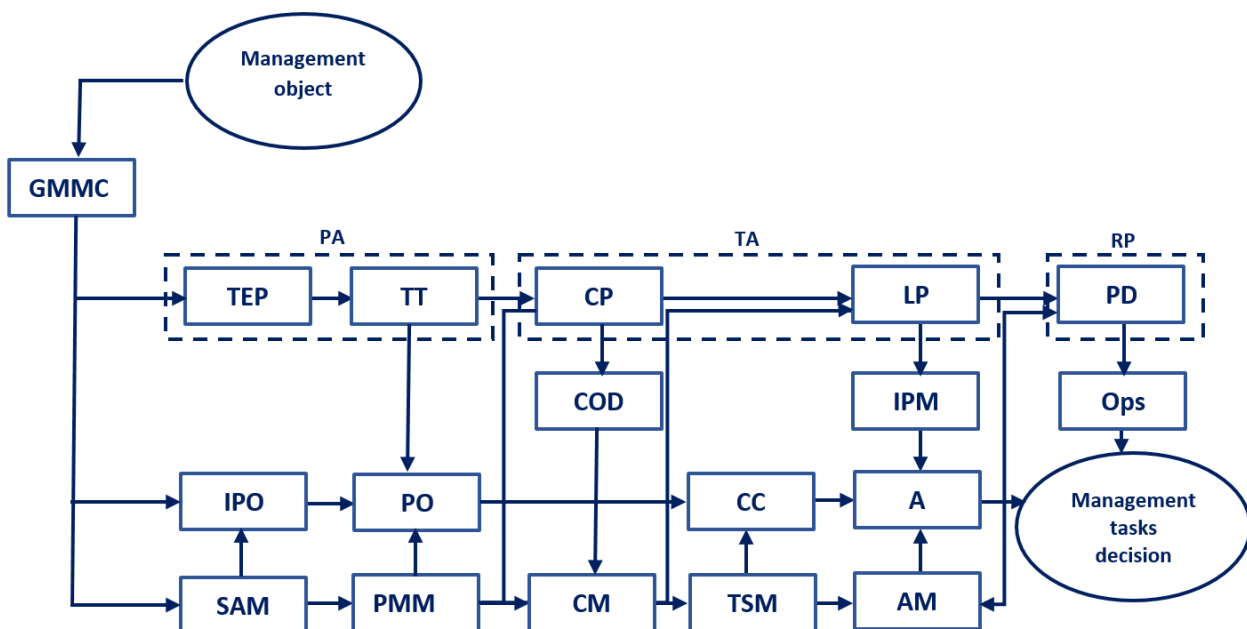 Management
object
GMMC
PA
TA
RP
TEP
TT
CP
LP
PD
COD
IPM
Ops
IPO
PO
CC
A
Management
tasks
decision
SAM
PMM
CM
TSM
AM